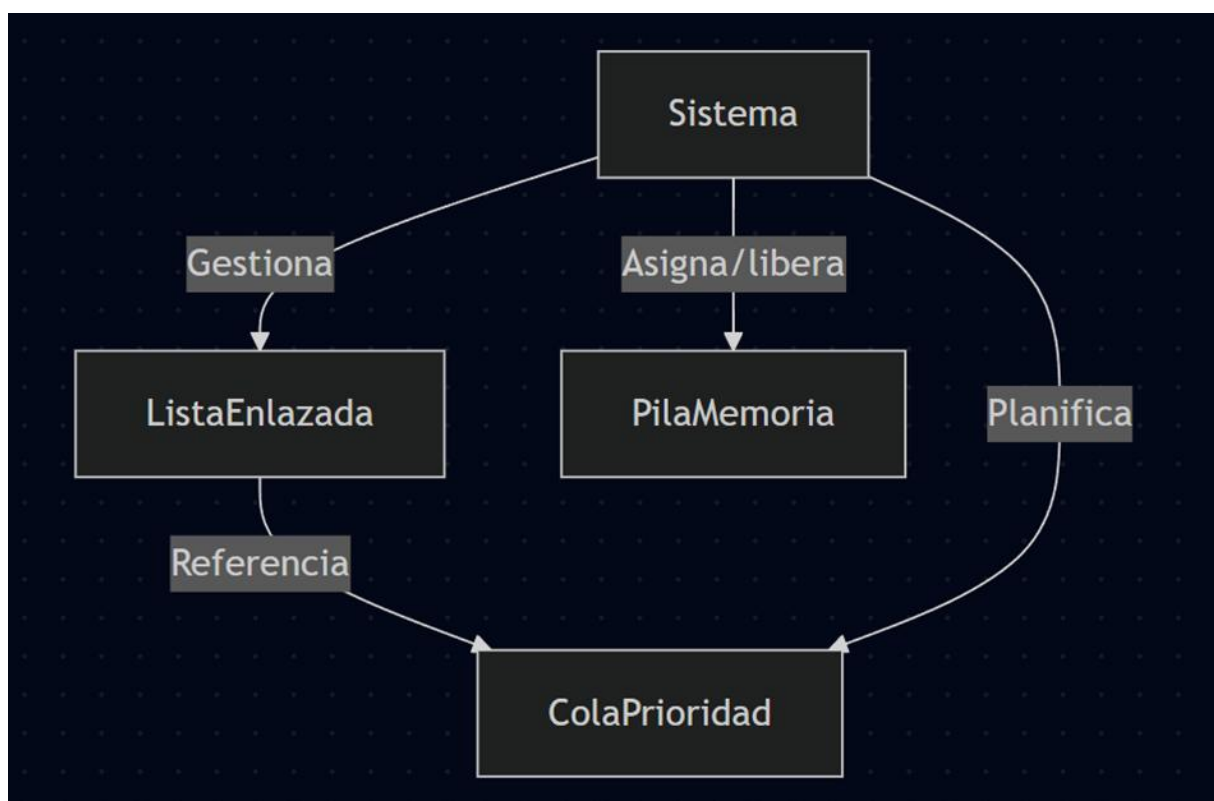 Sistema
Gestiona
Asigna/libera
ListaEnlazada
PilaMemoria
Planifica
Referencia
ColaPrioridad